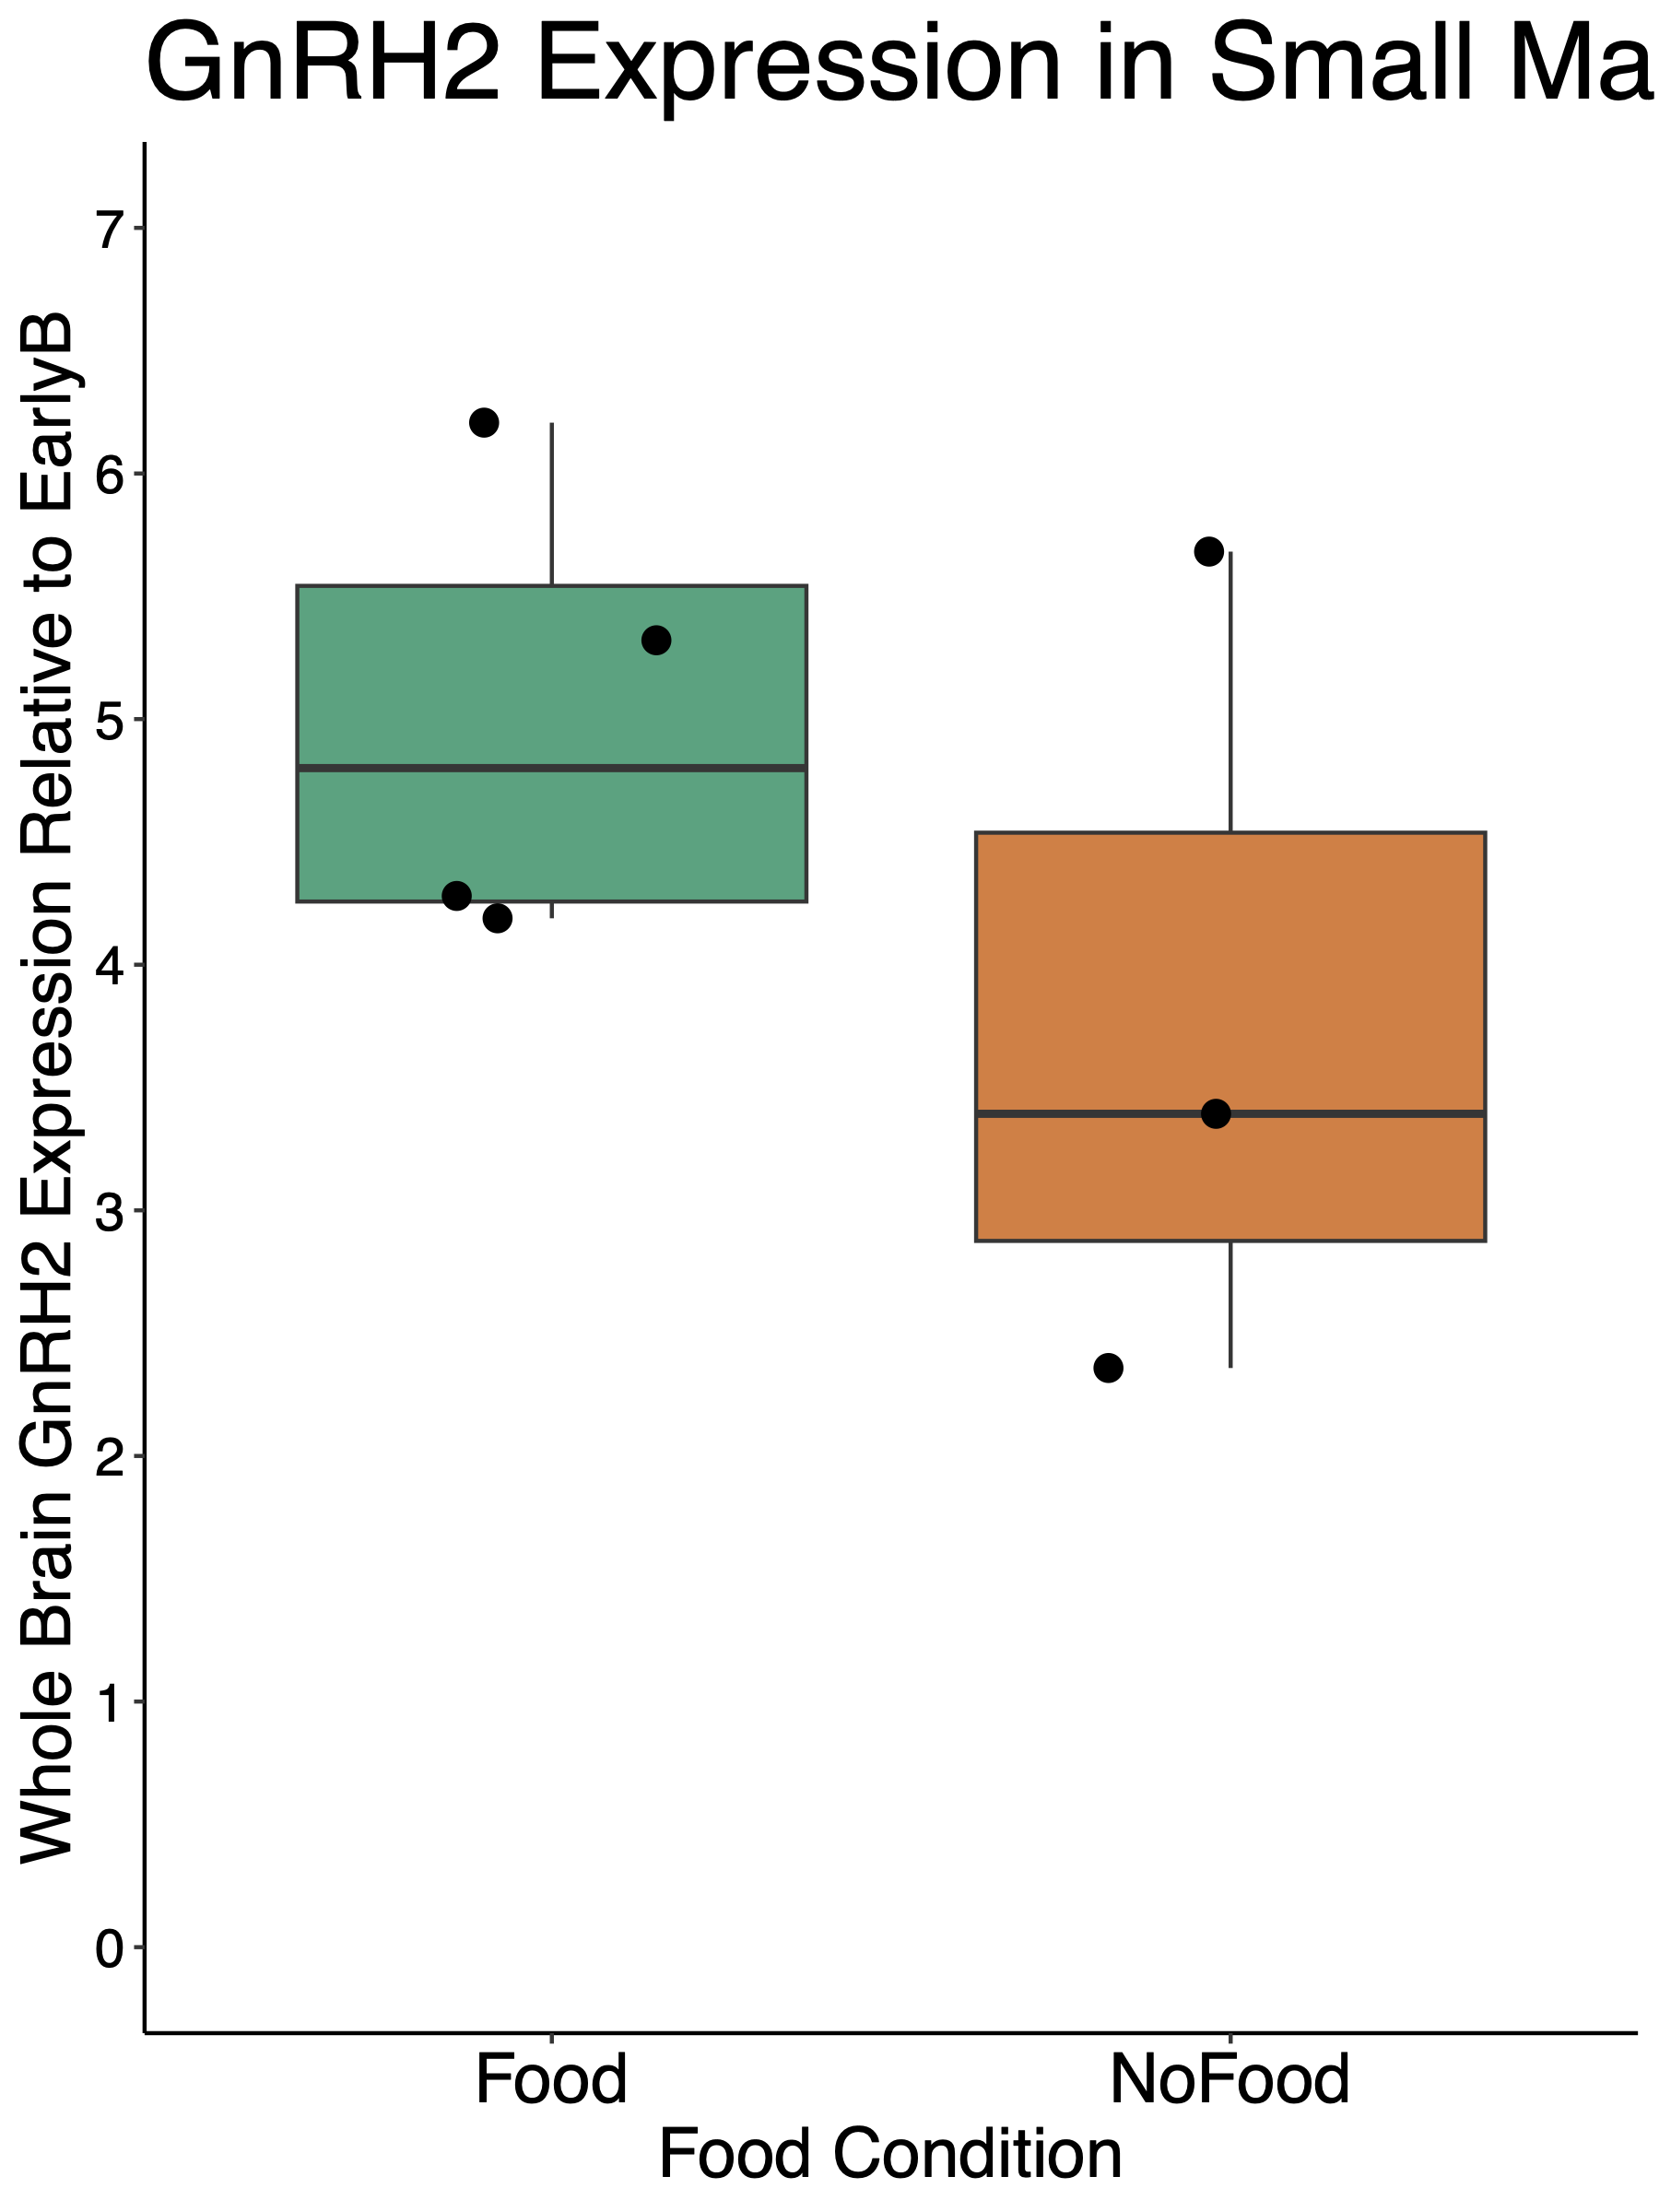 GnRH2 Expression in Small Ma
Whole Brain GnRH2 Expression Relative to EarlyB
7
6
5
4
3
2
1
0
Food
NoFood
Food Condition